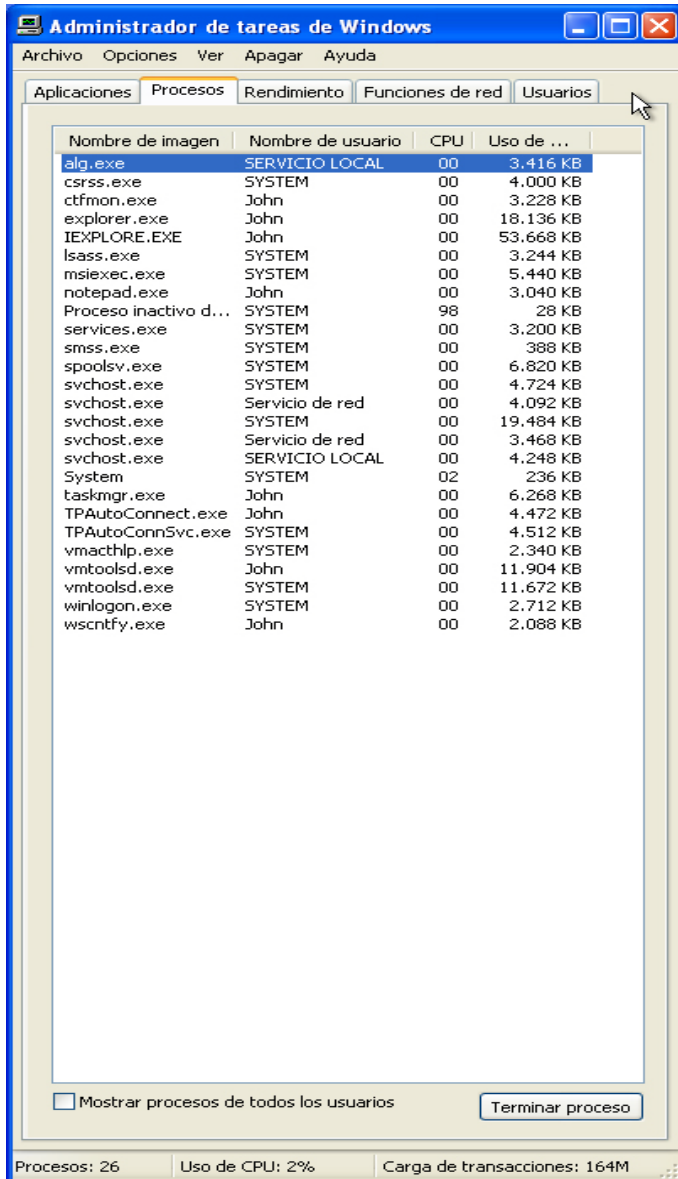 Administrador de tareas de Windows
Archivo Opciones Ver Apagar Ayuda
Aplicaciones Procesos Rendimiento Funciones de red Usuarios
Nombre de imagen Nombre de usuario CPU Uso de ...
alg.exe SERVICIO LOCAL 00 3.416 KB
csrss.exe SYSTEM 00 4.000 KB
ctfmon.exe John 00 3.228 KB
explorer.exe John 00 18.136 KB
IEXPLORE.EXE John 00 53.668 KB
lsass.exe SYSTEM 00 3.244 KB
msiexec.exe SYSTEM 00 5.440 KB
notepad.exe John 00 3.040 KB
Proceso inactivo d... SYSTEM 98 28 KB
services.exe SYSTEM 00 3.200 KB
smss.exe SYSTEM 00 388 KB
spoolsv.exe SYSTEM 00 6.820 KB
svchost.exe SYSTEM 00 4.724 KB
svchost.exe Servicio de red 00 4.092 KB
svchost.exe SYSTEM 00 19.484 KB
svchost.exe Servicio de red 00 3.468 KB
svchost.exe SERVICIO LOCAL 00 4.248 KB
System SYSTEM 02 236 KB
taskmgr.exe John 00 6.268 KB
TPAutoConnect.exe John 00 4.472 KB
TPAutoConnSvc.exe SYSTEM 00 4.512 KB
vmacthlp.exe SYSTEM 00 2.340 KB
vmtoolsd.exe John 00 11.904 KB
vmtoolsd.exe SYSTEM 00 11.672 KB
winlogon.exe SYSTEM 00 2.712 KB
wscntfy.exe John 00 2.088 KB
Mostrar procesos de todos los usuarios Terminar proceso
Procesos: 26 Uso de CPU: 2% Carga de transacciones: 164M